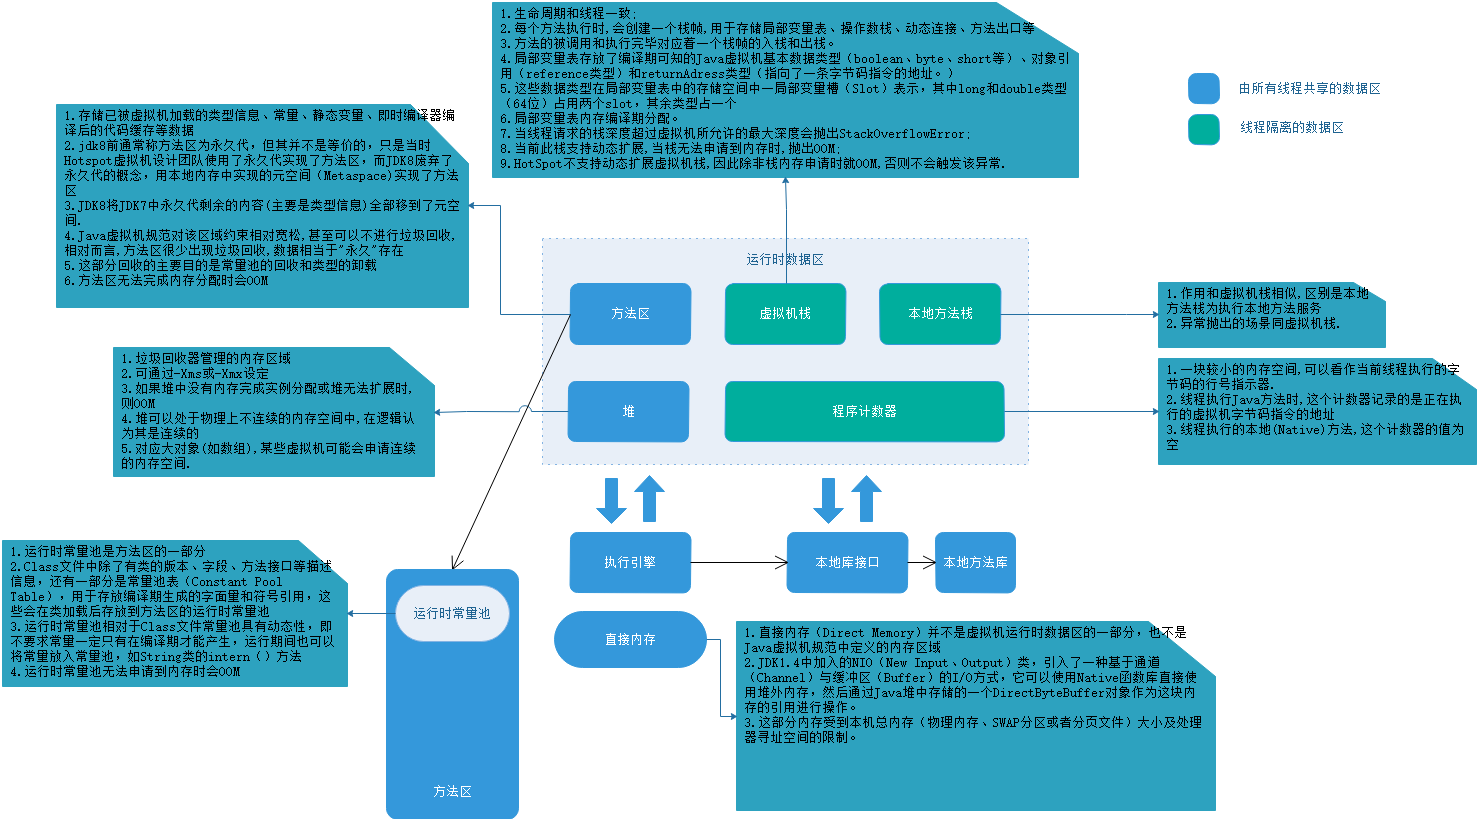 1.生命周期和线程一致;
2.每个方法执行时,会创建一个栈帧,用于存储局部变量表、操作数栈、动态连接、方法出口等
3.方法的被调用和执行完毕对应着一个栈帧的入栈和出栈。
4.局部变量表存放了编译期可知的Java虚拟机基本数据类型（boolean、byte、short等）、对象引
用（reference类型）和returnAdress类型（指向了一条字节码指令的地址。）
5.这些数据类型在局部变量表中的存储空间中一局部变量槽（Slot）表示，其中long和double类型
（64位）占用两个slot，其余类型占一个
6.局部变量表内存编译期分配。
7.当线程请求的栈深度超过虚拟机所允许的最大深度会抛出StackOverflowError;
8.当前此栈支持动态扩展,当栈无法申请到内存时,抛出OOM;
9.HotSpot不支持动态扩展虚拟机栈,因此除非栈内存申请时就OOM,否则不会触发该异常.
由所有线程共享的数据区
线程隔离的数据区
1.存储已被虚拟机加载的类型信息、常量、静态变量、即时编译器编
译后的代码缓存等数据
2.jdk8前通常称方法区为永久代，但其并不是等价的，只是当时
Hotspot虚拟机设计团队使用了永久代实现了方法区，而JDK8废弃了
永久代的概念，用本地内存中实现的元空间（Metaspace)实现了方法
区
3.JDK8将JDK7中永久代剩余的内容(主要是类型信息)全部移到了元空
间.
4.Java虚拟机规范对该区域约束相对宽松,甚至可以不进行垃圾回收,
相对而言,方法区很少出现垃圾回收,数据相当于"永久"存在
5.这部分回收的主要目的是常量池的回收和类型的卸载
6.方法区无法完成内存分配时会OOM
运行时数据区
方法区
虚拟机栈
本地方法栈
堆
程序计数器
1.作用和虚拟机栈相似,区别是本地
方法栈为执行本地方法服务
2.异常抛出的场景同虚拟机栈.
1.垃圾回收器管理的内存区域
2.可通过-Xms或-Xmx设定
3.如果堆中没有内存完成实例分配或堆无法扩展时,
则OOM
4.堆可以处于物理上不连续的内存空间中,在逻辑认
为其是连续的
5.对应大对象(如数组),某些虚拟机可能会申请连续
的内存空间.
1.一块较小的内存空间,可以看作当前线程执行的字
节码的行号指示器.
2.线程执行Java方法时,这个计数器记录的是正在执
行的虚拟机字节码指令的地址
3.线程执行的本地(Native)方法,这个计数器的值为
空
执行引擎
本地库接口
本地方法库
1.运行时常量池是方法区的一部分
2.Class文件中除了有类的版本、字段、方法接口等描述
信息，还有一部分是常量池表（Constant Pool
Table），用于存放编译期生成的字面量和符号引用，这
些会在类加载后存放到方法区的运行时常量池
3.运行时常量池相对于Class文件常量池具有动态性，即
不要求常量一定只有在编译期才能产生，运行期间也可以
将常量放入常量池，如String类的intern（）方法
4.运行时常量池无法申请到内存时会OOM
运行时常量池
方法区
直接内存
1.直接内存（Direct Memory）并不是虚拟机运行时数据区的一部分，也不是
Java虚拟机规范中定义的内存区域
2.JDK1.4中加入的NIO（New Input、Output）类，引入了一种基于通道
（Channel）与缓冲区（Buffer）的I/O方式，它可以使用Native函数库直接使
用堆外内存，然后通过Java堆中存储的一个DirectByteBuffer对象作为这块内
存的引用进行操作。
3.这部分内存受到本机总内存（物理内存、SWAP分区或者分页文件）大小及处理
器寻址空间的限制。